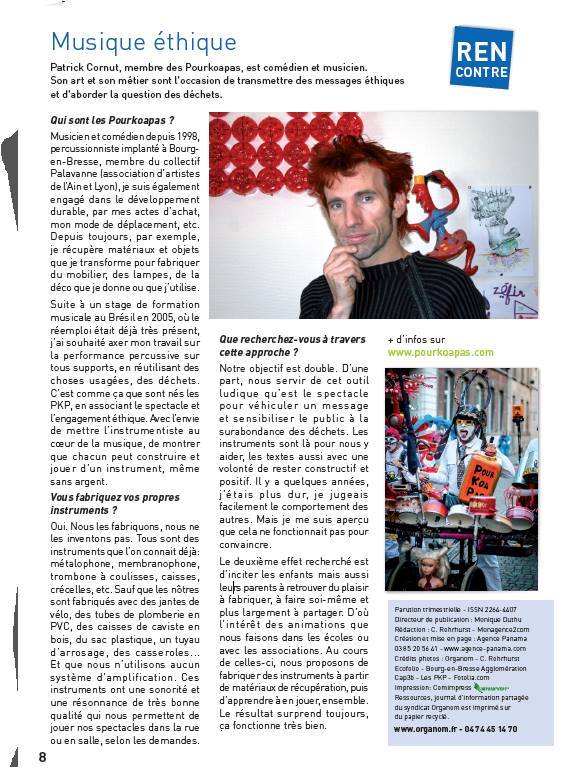 Musique éthique
Patrick Cornut, membre des Pourkoapas, est comédien et musicien.
Son art et son métier sont l'occasion de transmettre des messages éthiques
et d'aborder la question des déchets.
REN
CONTRE
Qui sont les Pourkoapas ?
Musicien et comédien depuis 1998,
percussionniste implanté à Bourg-
en-Bresse, membre du collectif
Palavanne (association d'artistes
de l'Ain et Lyon), je suis également
engagé dans le développement
durable, par mes actes d'achat,
mon mode de déplacement, etc.
Depuis toujours, par exemple,
je récupère matériaux et objets
que je transforme pour fabriquer
du mobilier, des lampes, de la
déco que je donne ou que j'utilise.
Suite à un stage de formation
musicale au Brésil en 2005, où le
réemploi était déjà très présent,
j'ai souhaité axer mon travail sur
la performance percussive sur
tous supports, en réutilisant des
choses usagées, des déchets.
C'est comme ça que sont nés les
PKP, en associant le spectacle et
l'engagement éthique. Avec l'envie
de mettre l'instrumentiste au
cœur de la musique, de montrer
que chacun peut construire et
jouer d'un instrument, même
sans argent.
Vous fabriquez vos propres
instruments ?
Oui. Nous les fabriquons, nous ne
les inventons pas. Tous sont des
instruments que l'on connait déjà:
métalophone, membranophone,
trombone à coulisses, caisses,
crécelles, etc. Sauf que les nôtres
sont fabriqués avec des jantes de
vélo, des tubes de plomberie en
PVC, des caisses de caviste en
bois, du sac plastique, un tuyau
d'arrosage, des casseroles...
Et que nous n'utilisons aucun
système d'amplification. Ces
instruments ont une sonorité et
une résonnance de très bonne
qualité qui nous permettent de
jouer nos spectacles dans la rue
ou en salle, selon les demandes.
zéfir
Que recherchez-vous à travers
cette approche ?
Notre objectif est double. D'une
part, nous servir de cet outil
ludique qu'est le spectacle
pour véhiculer un message
et sensibiliser le public à la
surabondance des déchets. Les
instruments sont là pour nous y
aider, les textes aussi avec une
volonté de rester constructif et
positif. Il y a quelques années,
j'étais plus dur, je jugeais
facilement le comportement des
autres. Mais je me suis aperçu
que cela ne fonctionnait pas pour
convaincre.
Le deuxième effet recherché est
d'inciter les enfants mais aussi
leurs parents à retrouver du plaisir
à fabriquer, à faire soi-même et
plus largement à partager. D'où
l'intérêt des animations que
nous faisons dans les écoles ou
avec les associations. Au cours
de celles-ci, nous proposons de
fabriquer des instruments à partir
de matériaux de récupération, puis
d'apprendre à en jouer, ensemble.
Le résultat surprend toujours,
ça fonctionne très bien.
+ d'infos sur
www.pourkoapas.com
POUR
KOA
PAS
Parution trimestrielle - ISSN 2264-4407
Directeur de publication : Monique Duthu
Rédaction : C. Rohrhurst - Monagence2com
Création et mise en page : Agence Panama
03 85 20 56 41 - www.agence-panama.com
Crédits photos : Organom - C. Rohrhurst
Ecofolio - Bourg-en-Bresse Agglomération
Cap3b - Les PKP - Fotolia.com
Impression: Comimpress
Ressources, journal d'information partagée
du syndicat Organom est imprimé sur
du papier recyclé.
www.organom.fr - 04 74 45 14 70
8